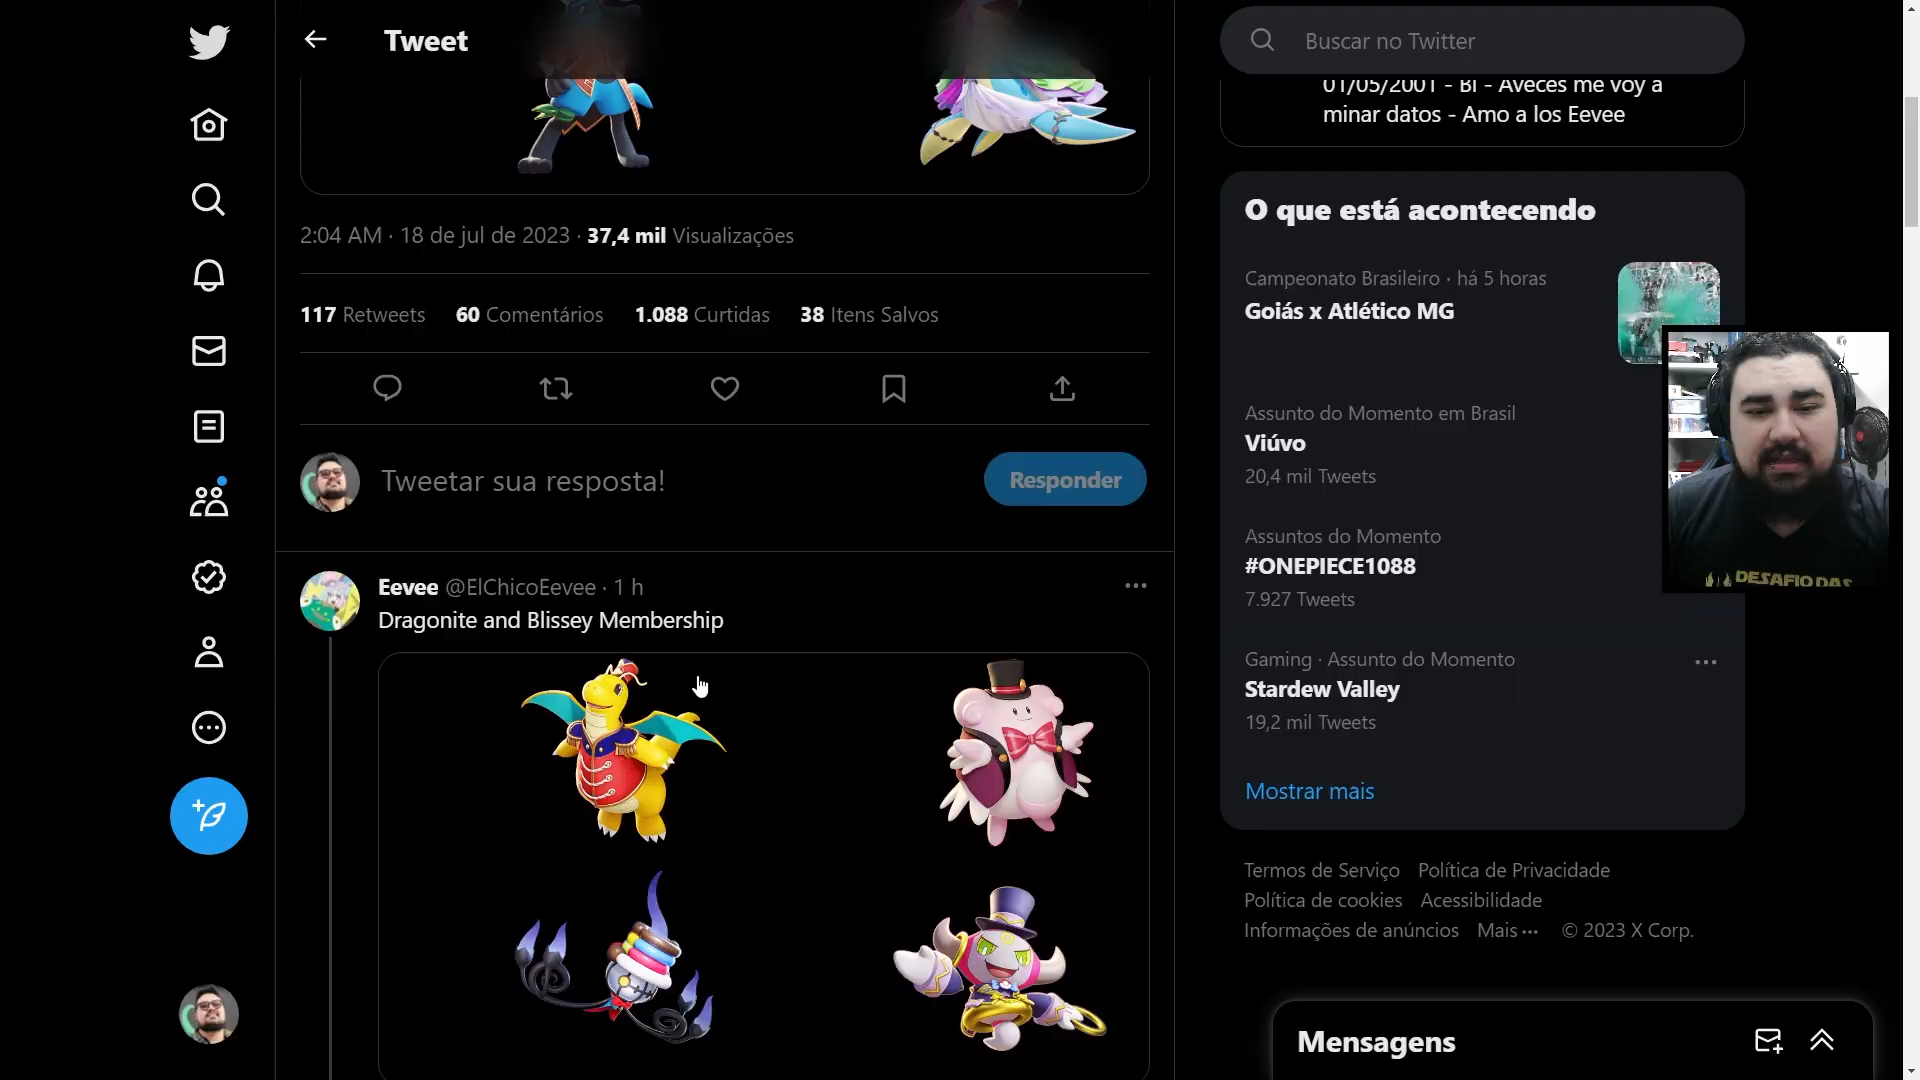 Tweet
2:04 AM · 18 de jul de 2023 · 37,4 mil Visualizações
117 Retweets 60 Comentários 1.088 Curtidas 38 Itens Salvos
Tweetar sua resposta!
Responder
Eevee @ElChicoEevee · 1 h
Dragonite and Blissey Membership
Buscar no Twitter
01/05/2001 - BI - Aveces me voy a
minar datos - Amo a los Eevee
O que está acontecendo
Campeonato Brasileiro · há 5 horas
Goiás x Atlético MG
Assunto do Momento em Brasil
Viúvo
20,4 mil Tweets
Assuntos do Momento
#ONEPIECE1088
7.927 Tweets
Gaming · Assunto do Momento
Stardew Valley
19,2 mil Tweets
Mostrar mais
Termos de Serviço Política de Privacidade
Política de cookies Acessibilidade
Informações de anúncios Mais ··· © 2023 X Corp.
DESAFIO DAS
Mensagens